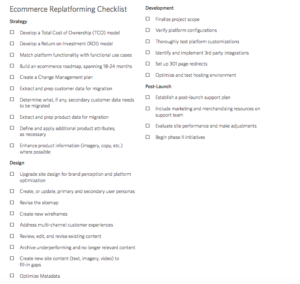 Ecommerce Replatforming Checklist
Strategy
Develop a Total Cost of Ownership (TCO) model
Develop a Return on Investment (ROI) model
Match platform functionality with functional use cases
Build an ecommerce roadmap, spanning 18-24 months
Create a Change Management plan
Extract and prep customer data for migration
Determine what, if any, secondary customer data needs
to be migrated
Extract and prep product data for migration
Define and apply additional product attributes,
as necessary
Enhance product information (imagery, copy, etc.)
where possible
Design
Upgrade site design for brand perception and platform
optimization
Create, or update, primary and secondary user personas
Revise the sitemap
Create new wireframes
Address multi-channel customer experiences
Review, edit, and revise existing content
Archive underperforming and no longer relevant content
Create new site content (text, imagery, video) to
fill-in gaps
Optimize Metadata
Development
Finalize project scope
Verify platform configurations
Thoroughly test platform customizations
Identify and implement 3rd party integrations
Set up 301 page redirects
Optimize and test hosting environment
Post-Launch
Establish a post-launch support plan
Include marketing and merchandising resources on
support team
Evaluate site performance and make adjustments
Begin phase II initiatives